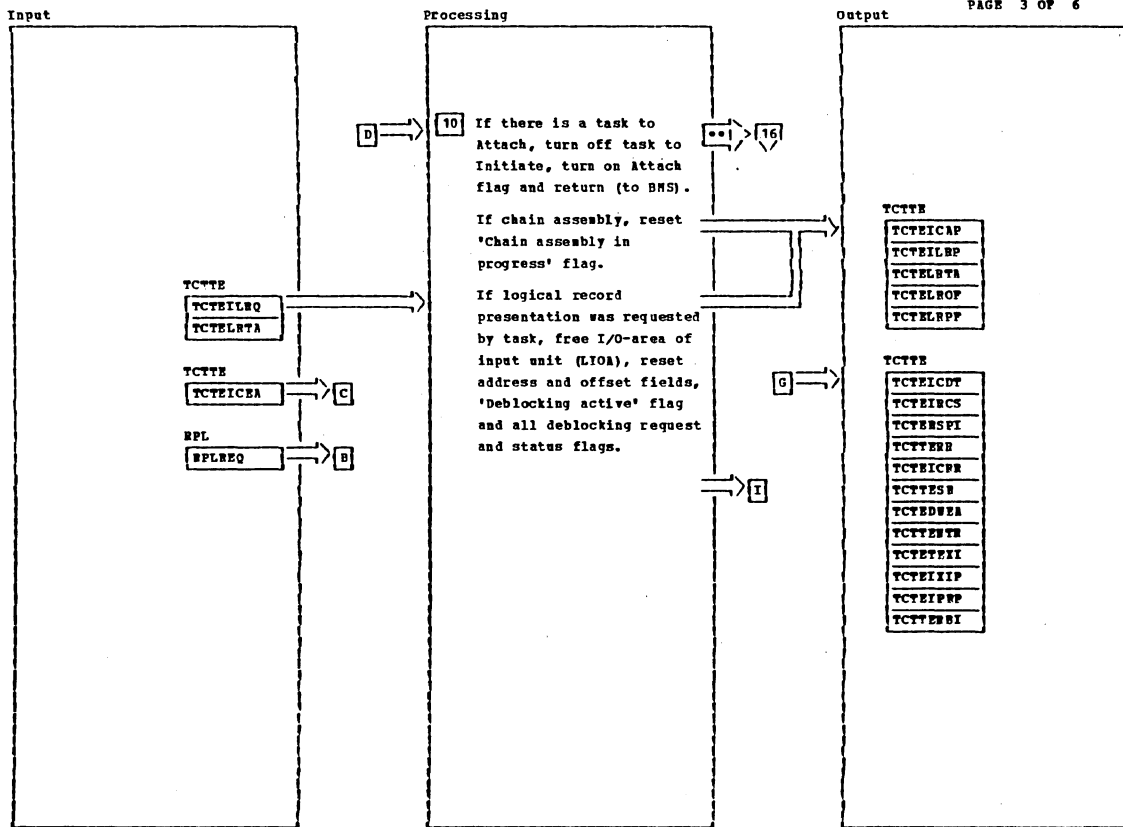 PAGE 3 OF 6
Input
Processing
Output
D
10 If there is a task to
Attach, turn off task to
Initiate, turn on Attach
flag and return (to BMS).
•• 16
If chain assembly, reset
'Chain assembly in
progress' flag.
If logical record
presentation was requested
by task, free I/O-area of
input unit (LIOA), reset
address and offset fields,
'Deblocking active' flag
and all deblocking request
and status flags.
I
TCTTE
TCTEILRQ
TCTELRTA
TCTTE
TCTEICEA
C
RPL
RPLREQ
B
TCTTE
TCTEICAP
TCTEILRP
TCTELRTA
TCTELROF
TCTELRPF
G
TCTTE
TCTEICDT
TCTEIRCS
TCTERSPI
TCTTERR
TCTEICPR
TCTTESB
TCTEDWEA
TCTTEWTR
TCTETEXI
TCTEIXIP
TCTEIPRP
TCTTERBI